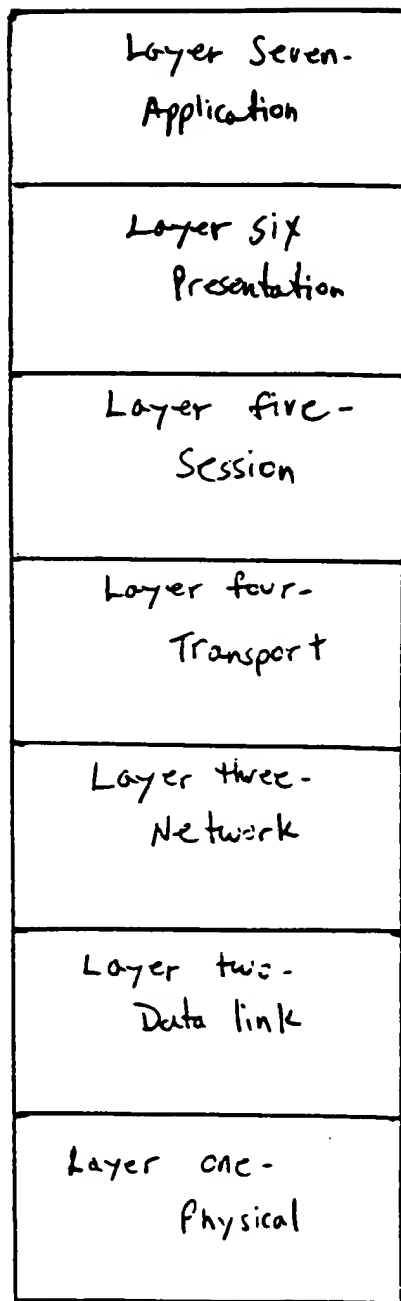 Layer Seven-
Application
Layer six
Presentation
Layer five-
Session
Layer four-
Transport
Layer three-
Network
Layer two-
Data link
Layer one-
Physical